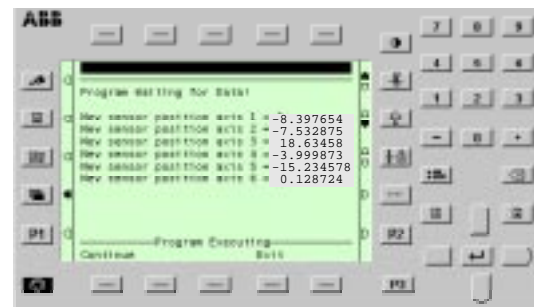 ABB
7 8 9
4 5 6
1 2 3
- 0 +
Program Waiting for Data!
New sensor position axis 1 = -8.397654
New sensor position axis 2 = -7.532875
New sensor position axis 3 = 18.63458
New sensor position axis 4 = -3.999873
New sensor position axis 5 = -15.234578
New sensor position axis 6 = 0.128724
Program Executing
Continue Exit
P1
P2
P3